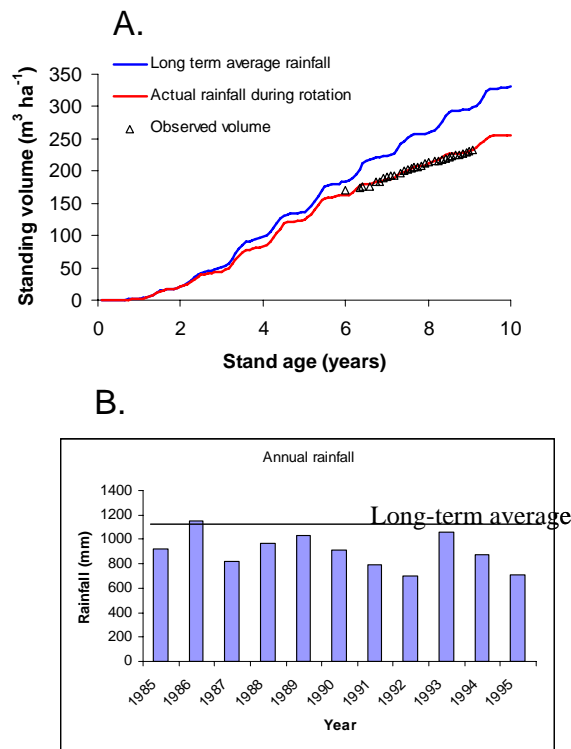 A.
Long term average rainfall
Actual rainfall during rotation
Observed volume
Standing volume (m³ ha⁻¹)
350
300
250
200
150
100
50
0
0 2 4 6 8 10
Stand age (years)
B.
Annual rainfall
Long-term average
Rainfall (mm)
1400
1200
1000
800
600
400
200
0
1985 1986 1987 1988 1989 1990 1991 1992 1993 1994 1995
Year